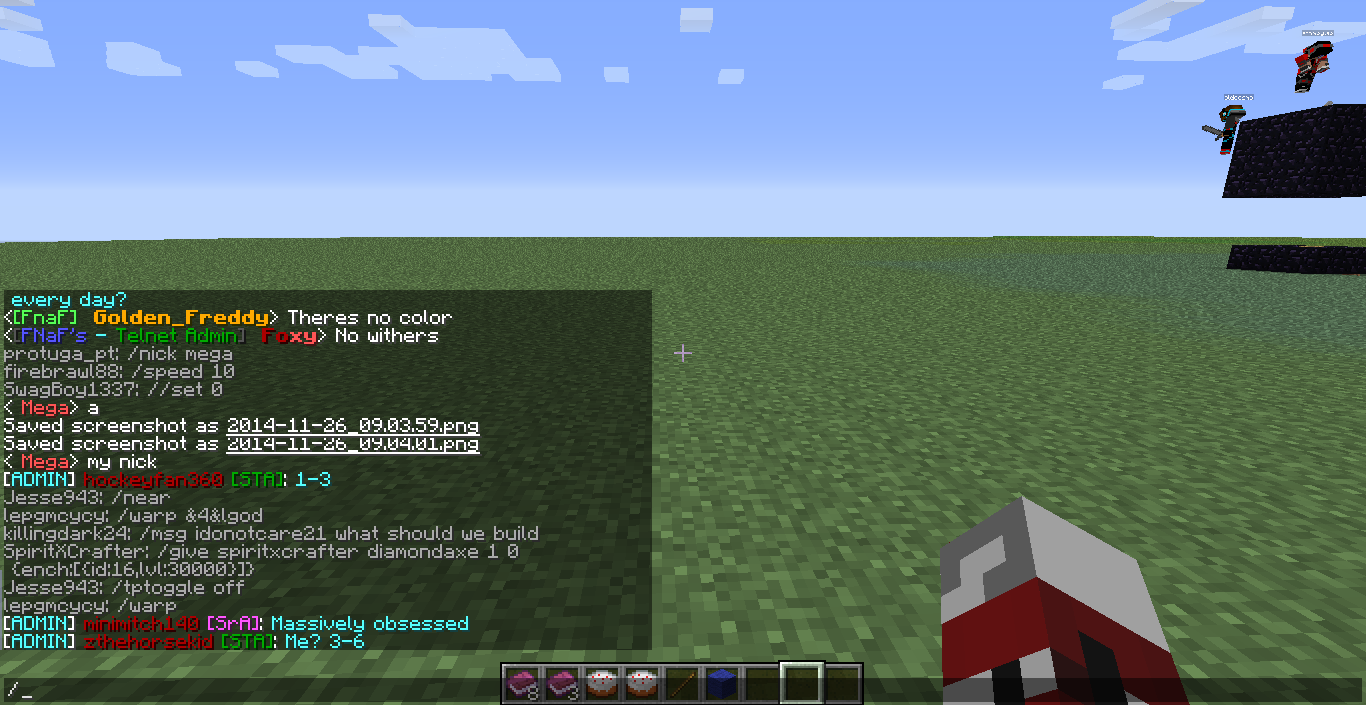 every day?
<[FnaF] Golden_Freddy> Theres no color
<[FNaF's - Telnet Admin] Foxy> No withers
protuga_pt: /nick mega
firebrawl88: /speed 10
SwagBoy1337: //set 0
< Mega> a
Saved screenshot as 2014-11-26_09.03.59.png
Saved screenshot as 2014-11-26_09.04.01.png
< Mega> my nick
[ADMIN] hockeyfan360 [STA]: 1-3
Jesse943: /near
lepgmcycy: /warp &4&lgod
killingdark24: /msg idonotcare21 what should we build
SpiritXCrafter: /give spiritxcrafter diamondaxe 1 0
{ench:[{id:16,lvl:30000}]}
Jesse943: /tptoggle off
lepgmcycy: /warp
[ADMIN] minimitch140 [SrA]: Massively obsessed
[ADMIN] zthehorsekid [STA]: Me? 3-6
8 3
/_